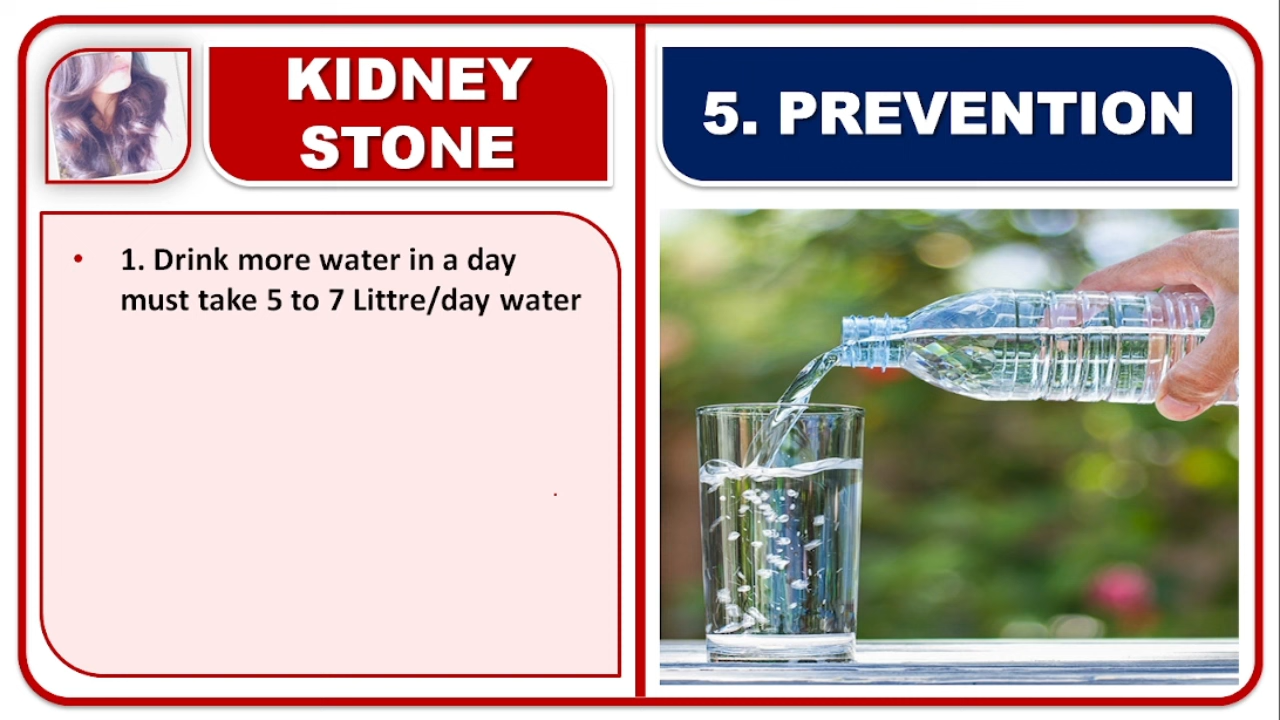 KIDNEY
STONE
5. PREVENTION
• 1. Drink more water in a day
must take 5 to 7 Littre/day water